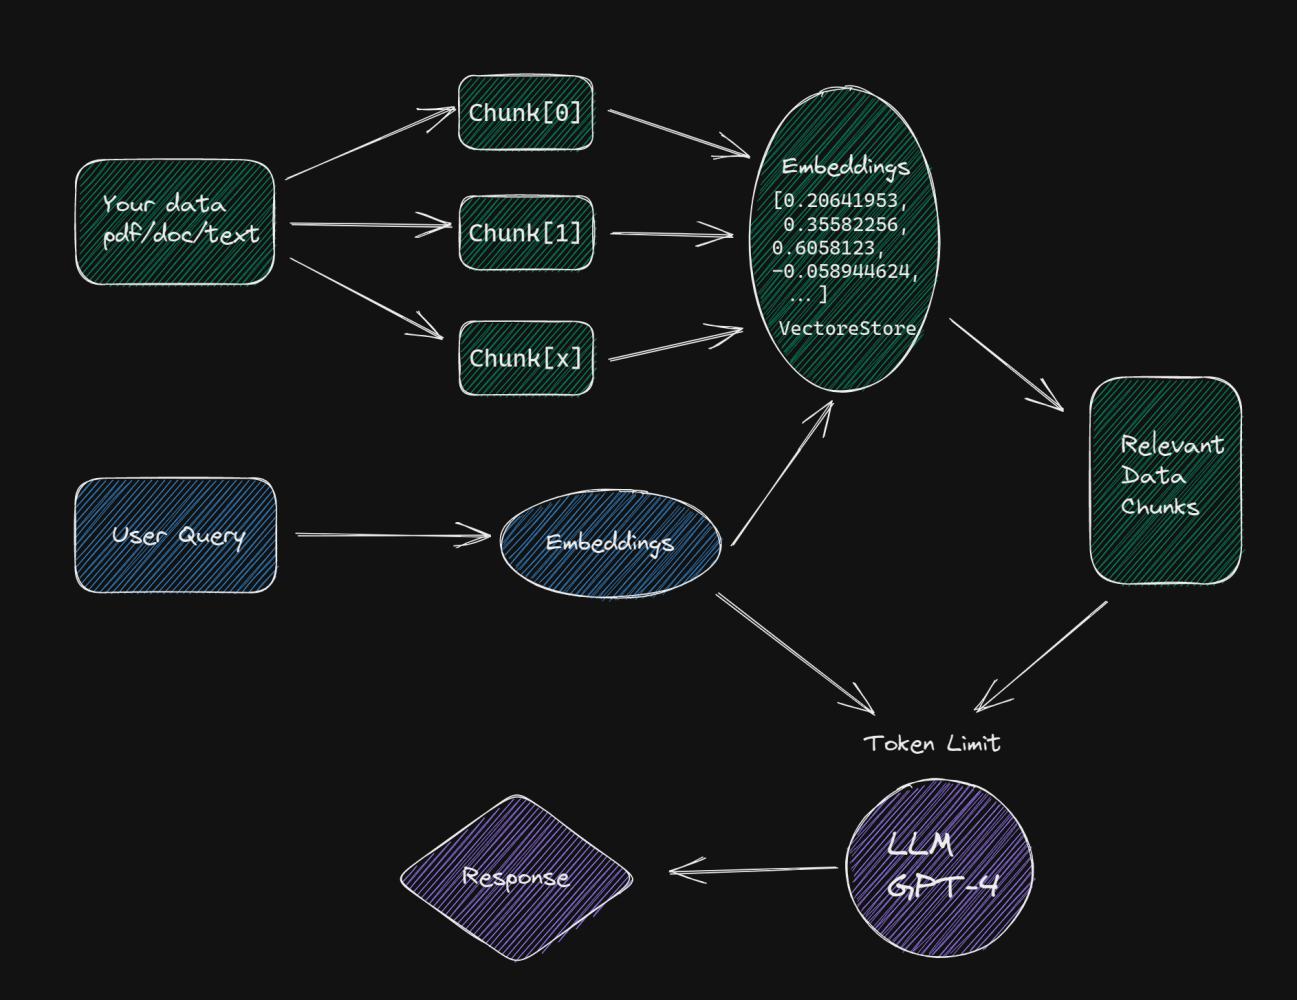 Your data
pdf/doc/text
Chunk[0]
Chunk[1]
Chunk[x]
Embeddings
[0.20641953,
0.35582256,
0.6058123,
-0.058944624,
...]
VectoreStore
Relevant
Data
Chunks
User Query
Embeddings
Token Limit
LLM
GPT-4
Response